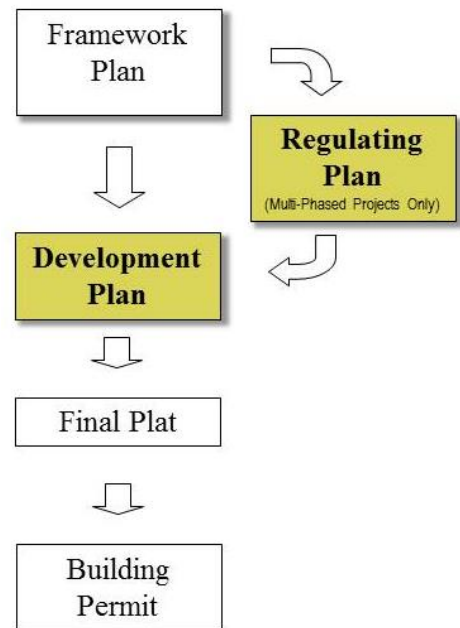 Framework
Plan
Regulating
Plan
(Multi-Phased Projects Only)
Development
Plan
Final Plat
Building
Permit